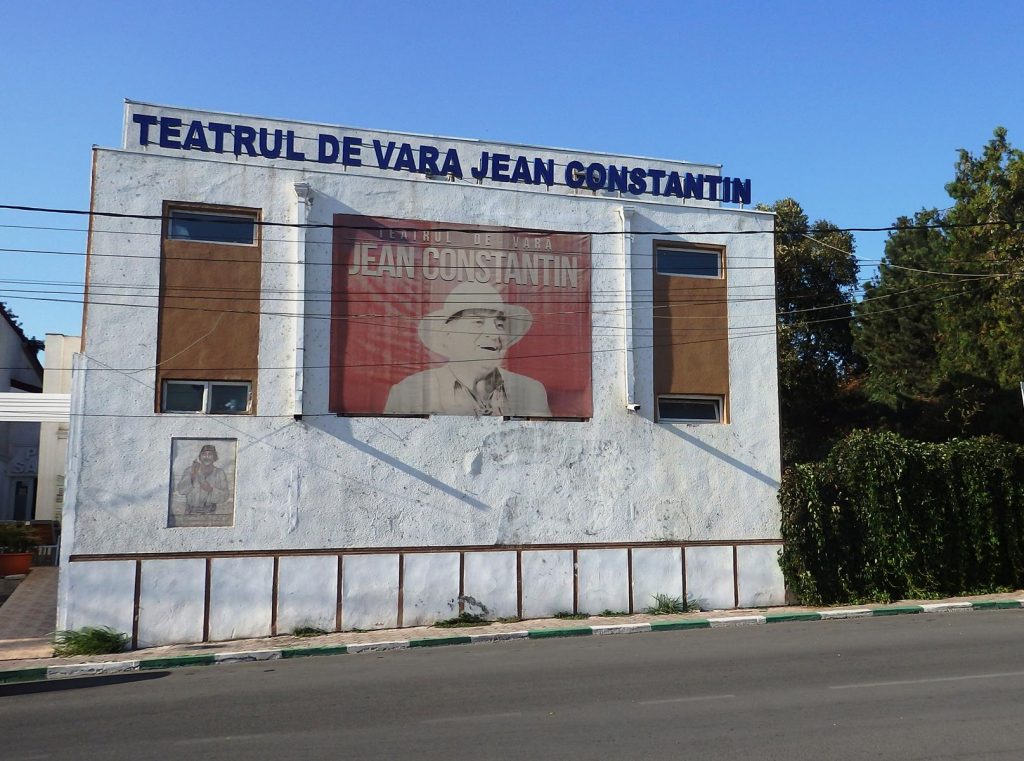 TEATRUL DE VARA JEAN CONSTANTIN
TEATRUL DE VARĂ
JEAN CONSTANTIN